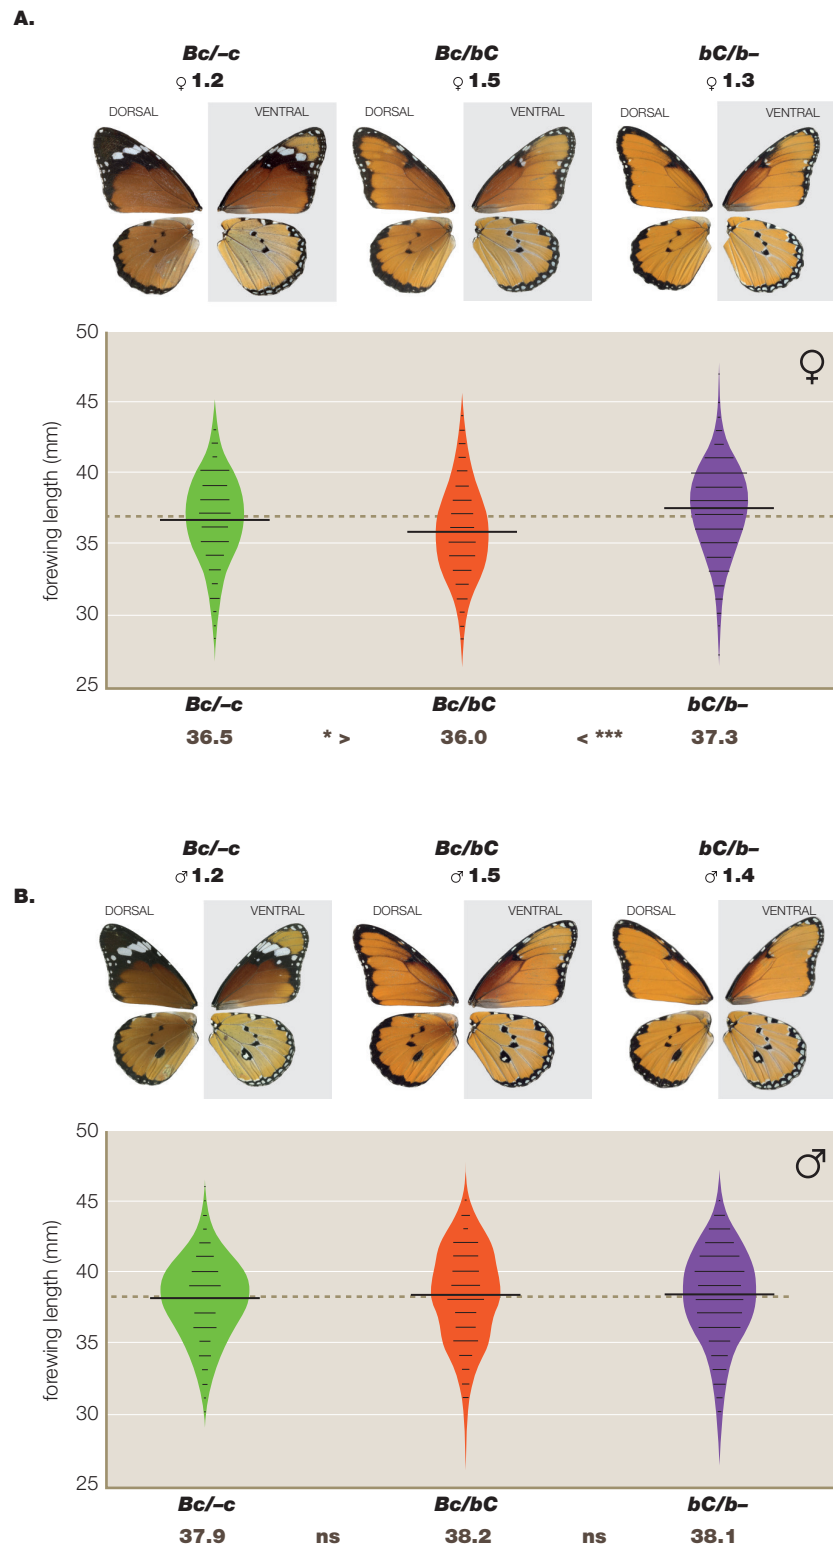 A.
Bc/–c Bc/bC bC/b–
♀ 1.2 ♀ 1.5 ♀ 1.3
DORSAL VENTRAL DORSAL VENTRAL DORSAL VENTRAL
50
♀
45
40
35
30
25
forewing length (mm)
Bc/–c Bc/bC bC/b–
36.5 * > 36.0 < *** 37.3
Bc/–c Bc/bC bC/b–
♂ 1.2 ♂ 1.5 ♂ 1.4
B.
DORSAL VENTRAL DORSAL VENTRAL DORSAL VENTRAL
50
♂
45
40
35
30
25
forewing length (mm)
Bc/–c Bc/bC bC/b–
37.9 ns 38.2 ns 38.1